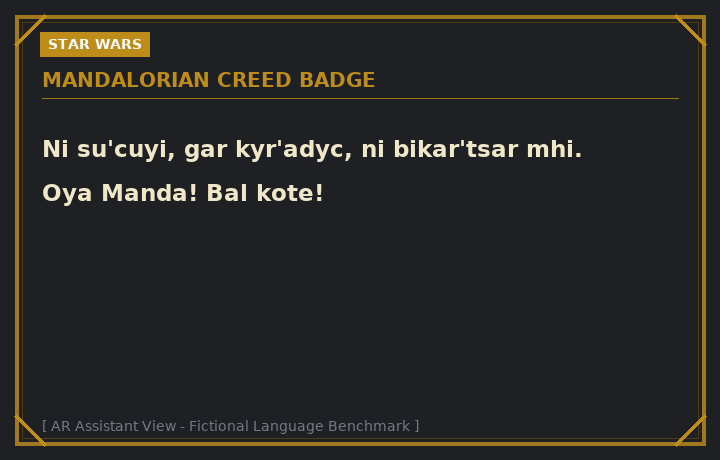 STAR WARS
MANDALORIAN CREED BADGE
Ni su'cuyi, gar kyr'adyc, ni bikar'tsar mhi.
Oya Manda! Bal kote!
[ AR Assistant View - Fictional Language Benchmark ]